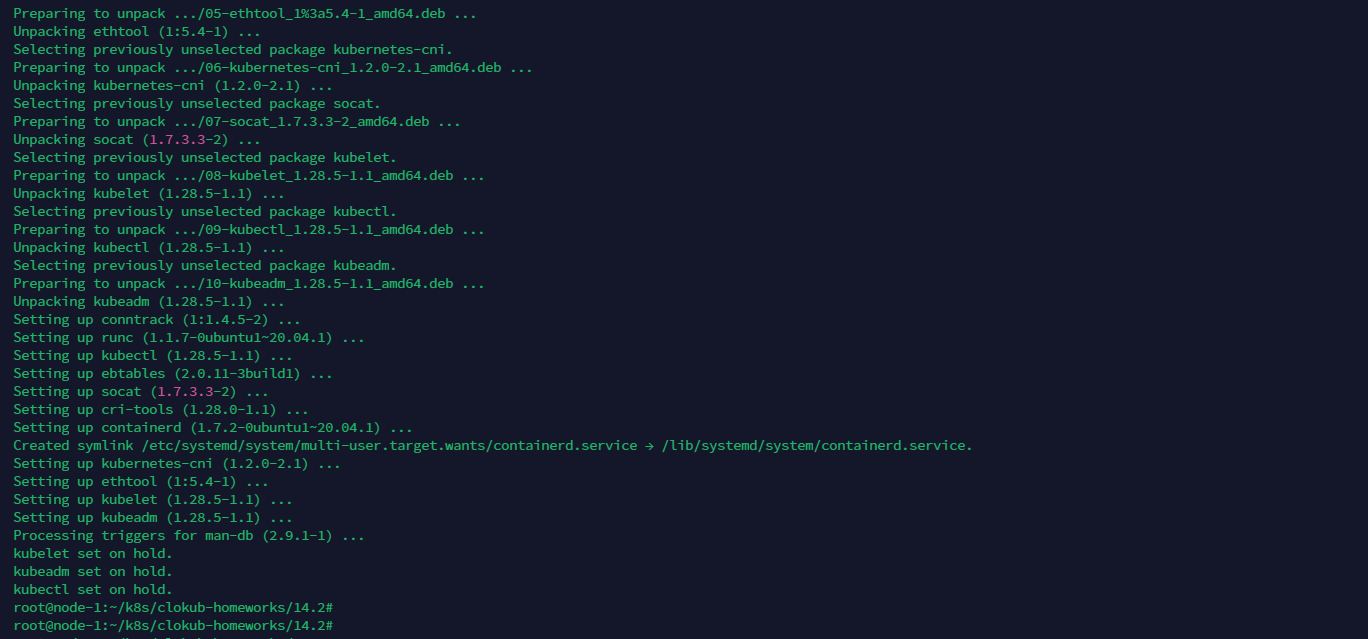 Preparing to unpack .../05-ethtool_1%3a5.4-1_amd64.deb ...
Unpacking ethtool (1:5.4-1) ...
Selecting previously unselected package kubernetes-cni.
Preparing to unpack .../06-kubernetes-cni_1.2.0-2.1_amd64.deb ...
Unpacking kubernetes-cni (1.2.0-2.1) ...
Selecting previously unselected package socat.
Preparing to unpack .../07-socat_1.7.3.3-2_amd64.deb ...
Unpacking socat (1.7.3.3-2) ...
Selecting previously unselected package kubelet.
Preparing to unpack .../08-kubelet_1.28.5-1.1_amd64.deb ...
Unpacking kubelet (1.28.5-1.1) ...
Selecting previously unselected package kubectl.
Preparing to unpack .../09-kubectl_1.28.5-1.1_amd64.deb ...
Unpacking kubectl (1.28.5-1.1) ...
Selecting previously unselected package kubeadm.
Preparing to unpack .../10-kubeadm_1.28.5-1.1_amd64.deb ...
Unpacking kubeadm (1.28.5-1.1) ...
Setting up conntrack (1:1.4.5-2) ...
Setting up runc (1.1.7-0ubuntu1~20.04.1) ...
Setting up kubectl (1.28.5-1.1) ...
Setting up ebtables (2.0.11-3build1) ...
Setting up socat (1.7.3.3-2) ...
Setting up cri-tools (1.28.0-1.1) ...
Setting up containerd (1.7.2-0ubuntu1~20.04.1) ...
Created symlink /etc/systemd/system/multi-user.target.wants/containerd.service → /lib/systemd/system/containerd.service.
Setting up kubernetes-cni (1.2.0-2.1) ...
Setting up ethtool (1:5.4-1) ...
Setting up kubelet (1.28.5-1.1) ...
Setting up kubeadm (1.28.5-1.1) ...
Processing triggers for man-db (2.9.1-1) ...
kubelet set on hold.
kubeadm set on hold.
kubectl set on hold.
root@node-1:~/k8s/clokub-homeworks/14.2#
root@node-1:~/k8s/clokub-homeworks/14.2#